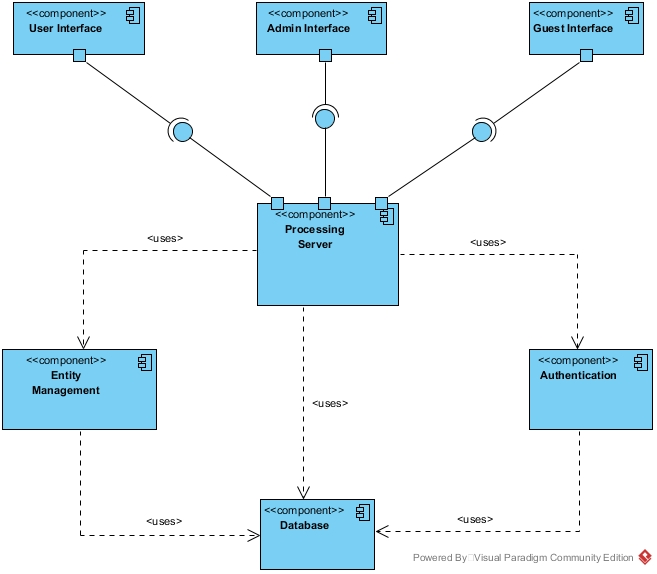 <<component>>
User Interface
<<component>>
Admin Interface
<<component>>
Guest Interface
<<component>>
Processing
Server
<uses>
<uses>
<<component>>
Entity
Management
<<component>>
Authentication
<uses>
<<component>>
Database
<uses>
<uses>
Powered By Visual Paradigm Community Edition